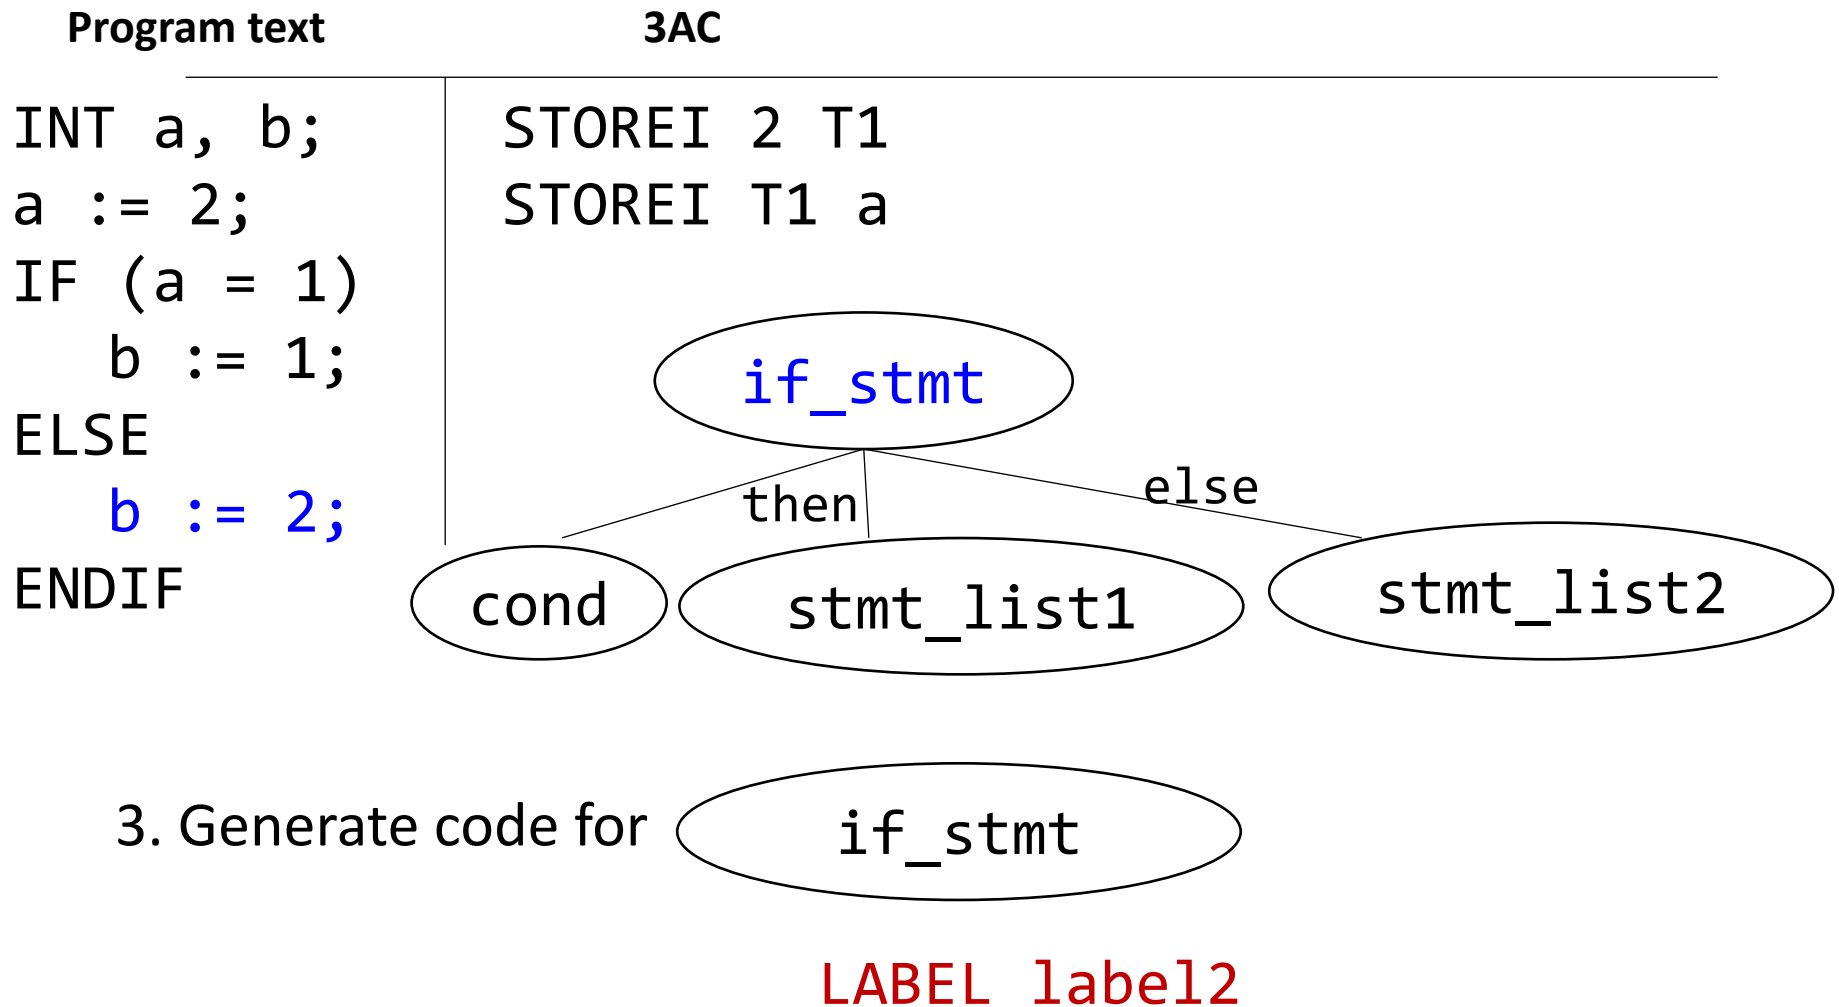 Program text 3AC
INT a, b; STOREI 2 T1
a := 2; STOREI T1 a
IF (a = 1)
b := 1;
if_stmt
ELSE
then else
b := 2;
ENDIF
cond stmt_list1 stmt_list2
3. Generate code for if_stmt
LABEL label2